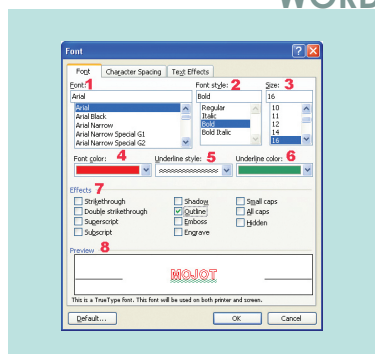 WORD
Font
Font Character Spacing Text Effects
1 2 3
Font: Font style: Size:
Arial Bold 16
Arial Regular 10
Arial Black Italic 11
Arial Narrow Bold 12
Arial Narrow Special G1 Bold Italic 14
Arial Narrow Special G2 16
4 5 6
Font color: Underline style: Underline color:
Effects 7
Strikethrough Shadow Small caps
Double strikethrough Outline All caps
Superscript Emboss Hidden
Subscript Engrave
Preview 8
MOJOT
This is a TrueType font. This font will be used on both printer and screen.
Default... OK Cancel